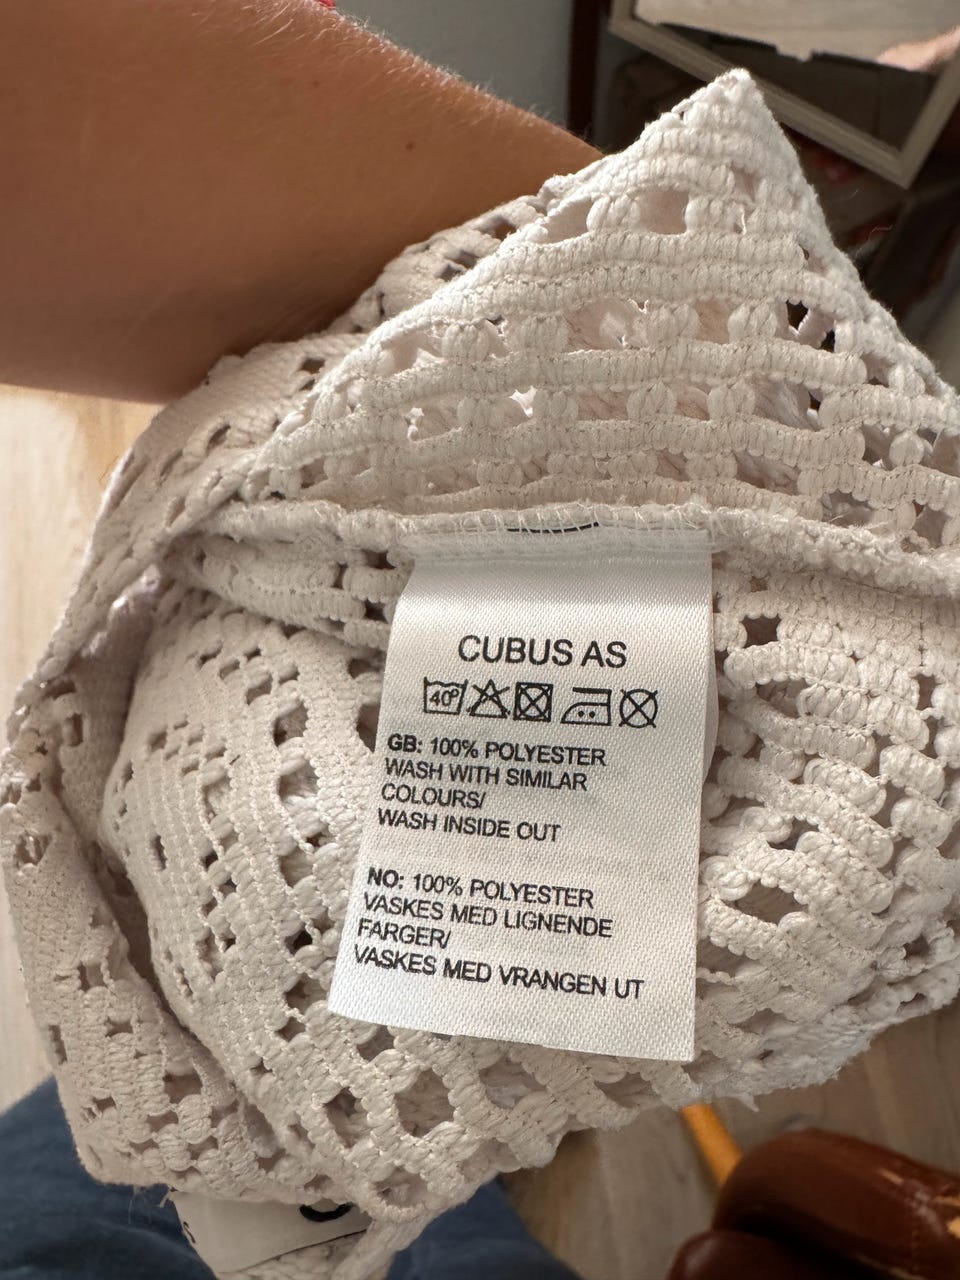 CUBUS AS
40°
GB: 100% POLYESTER
WASH WITH SIMILAR
COLOURS/
WASH INSIDE OUT
NO: 100% POLYESTER
VASKES MED LIGNENDE
FARGER/
VASKES MED VRANGEN UT